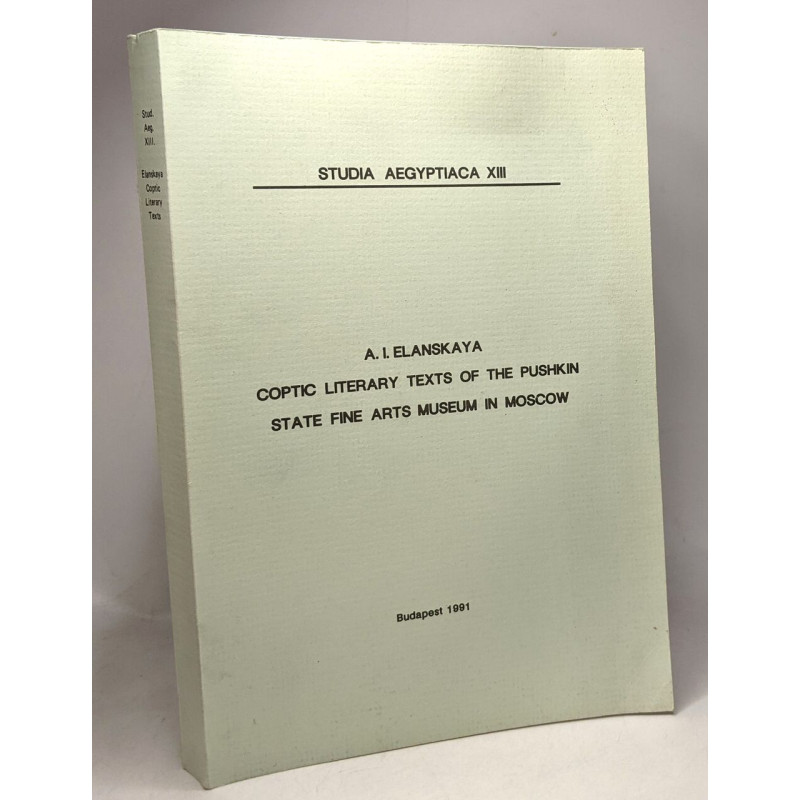 Stud.
Aeg.
XIII.
Elanskaya
Coptic
Literary
Texts
STUDIA AEGYPTIACA XIII
A. I. ELANSKAYA
COPTIC LITERARY TEXTS OF THE PUSHKIN
STATE FINE ARTS MUSEUM IN MOSCOW
Budapest 1991